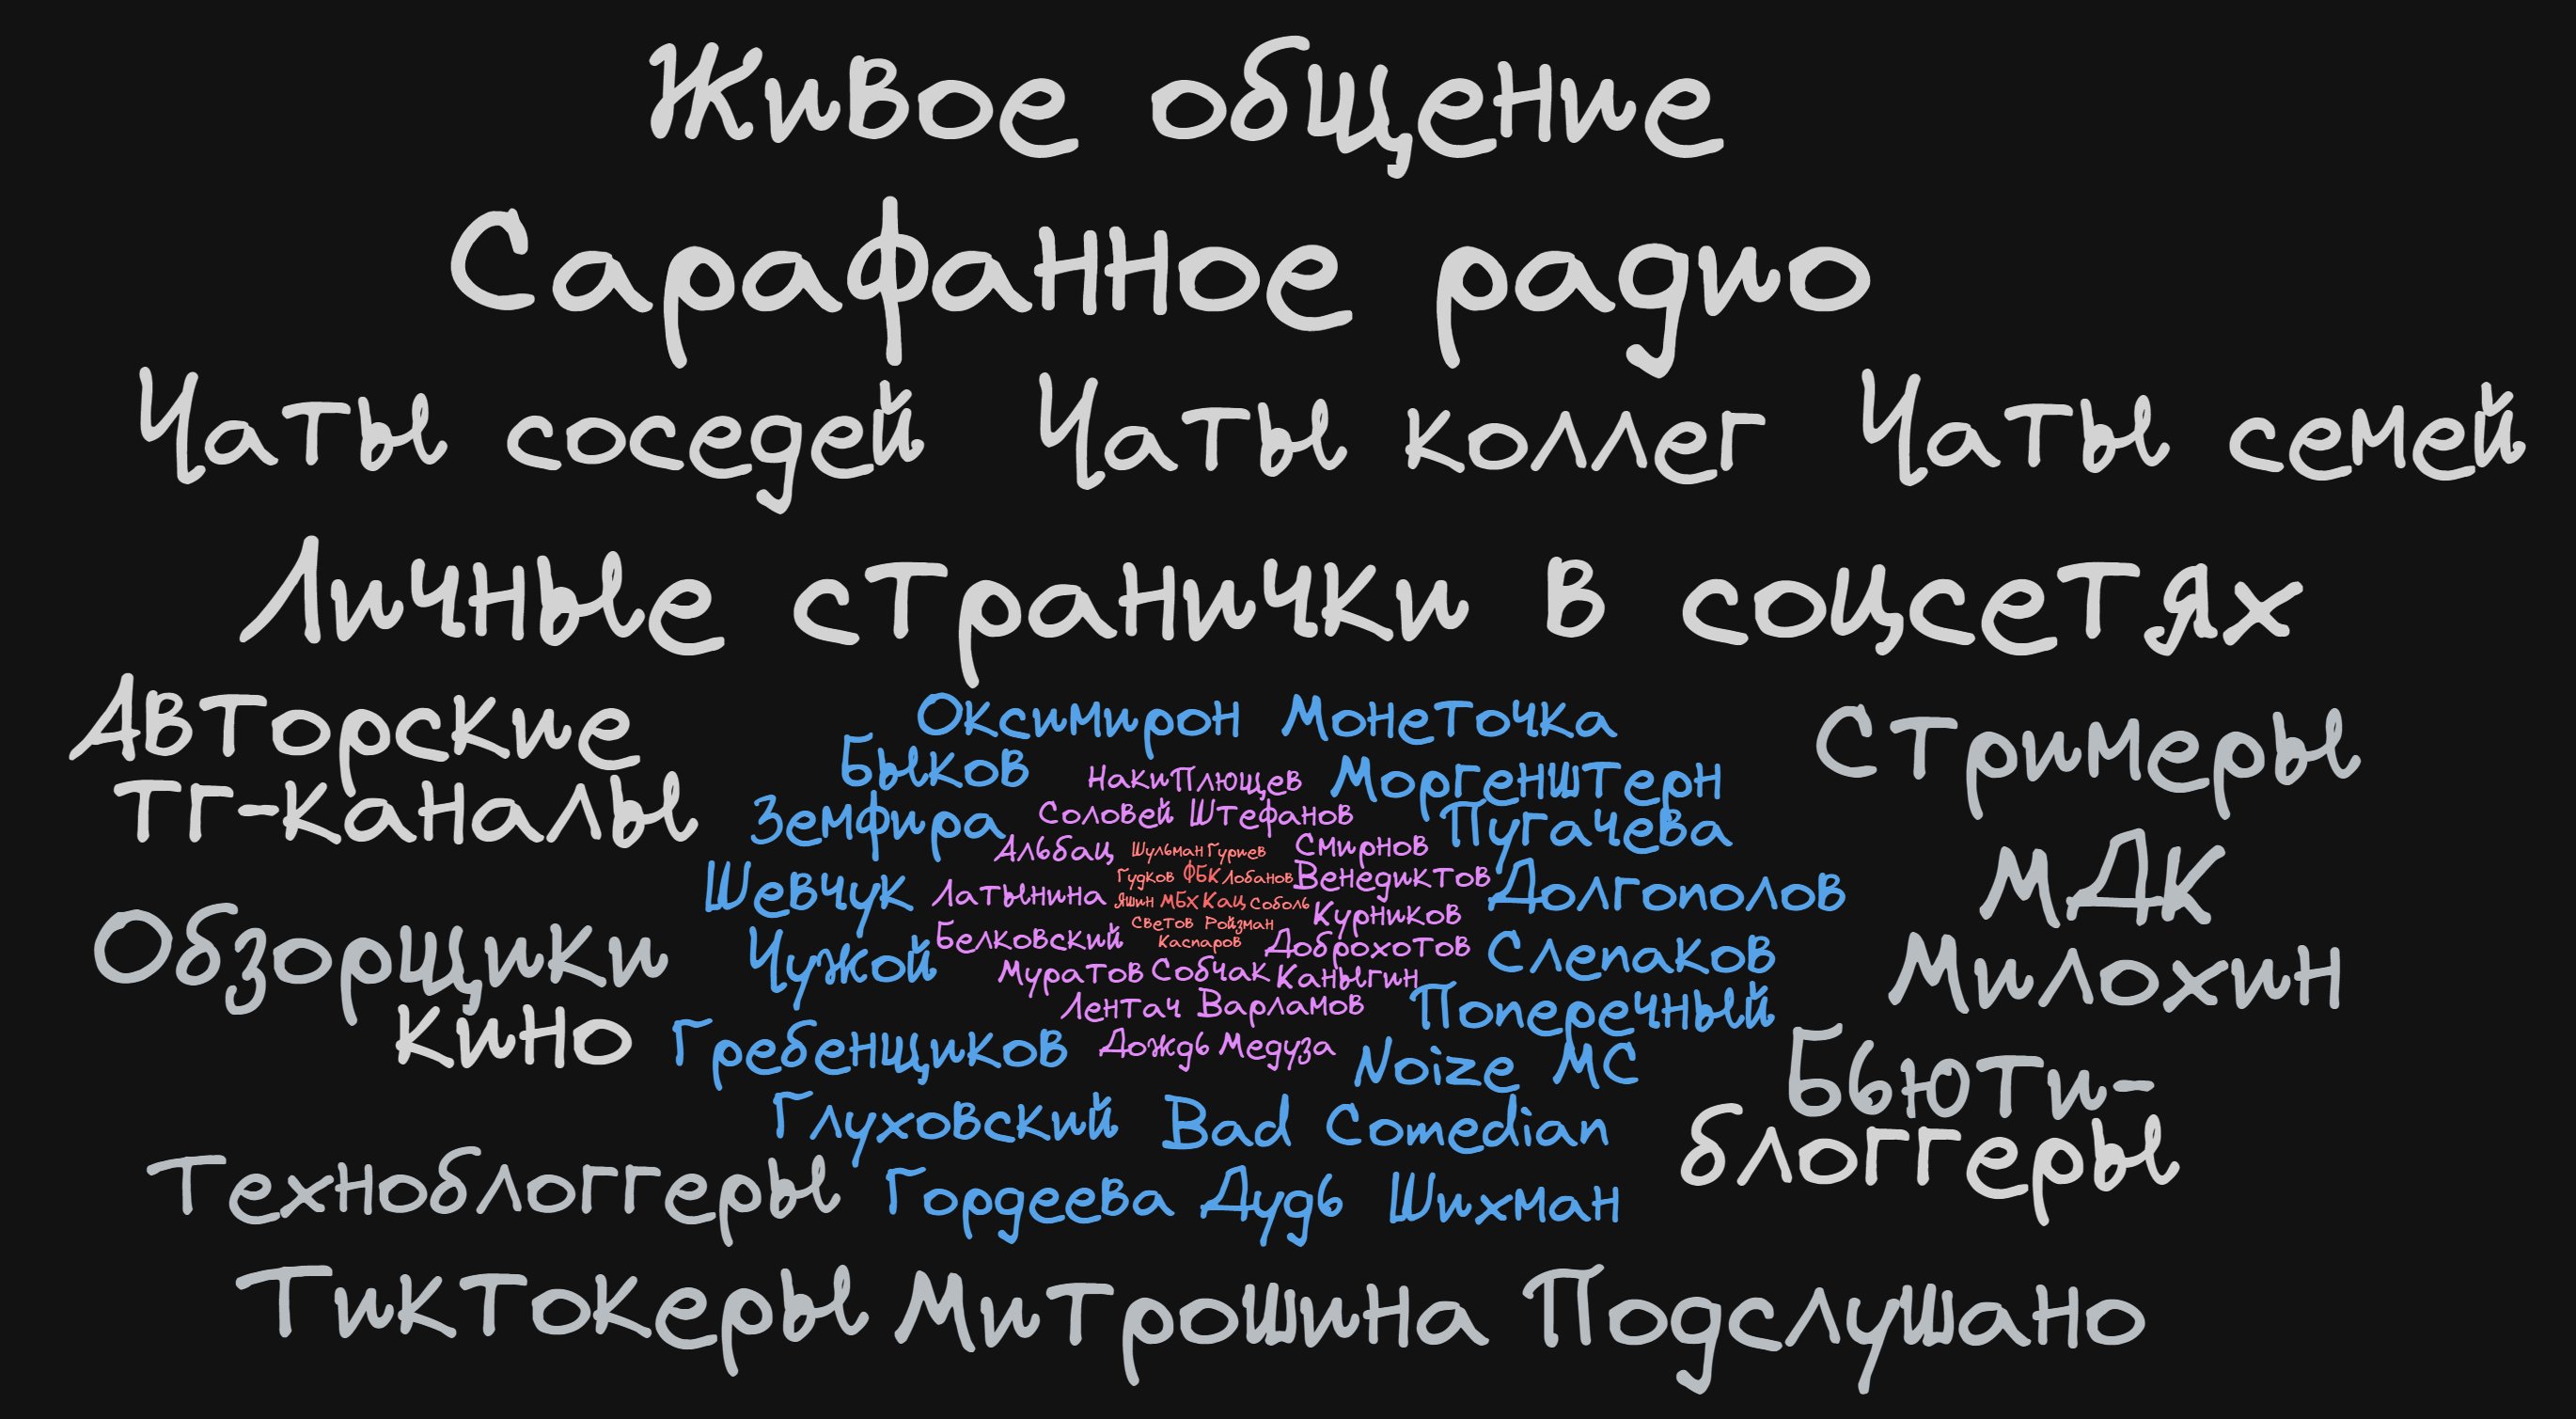 Живое общение
Сарафанное радио
Чаты соседей Чаты коллег Чаты семей
Личные странички в соцсетях
Авторские
тг-каналы
Обзорщики
кино
Техноблоггеры
Оксимирон Монеточка
Быков
НакиПлющев
Моргенштерн
Земфира
Соловей Штефанов
Пугачева
Альбац
Шульман Гуриев
Смирнов
Гудков ФБК Лобанов
Венедиктов
Шевчук
Латынина
Яшин МБХ Кац Соболь
Долгополов
Курников
Светов Ройзман
Белковский
Каспаров
Доброхотов
Чужой
Слепаков
Муратов Собчак Каныгин
Лентач Варламов
Поперечный
Гребенщиков
Дождь Медуза
Noize MC
Глуховский Bad Comedian
Гордеева Дудь Шихман
Стримеры
МДК
Милохин
Бьюти-
блоггеры
Тиктокеры Митрошина Подслушано